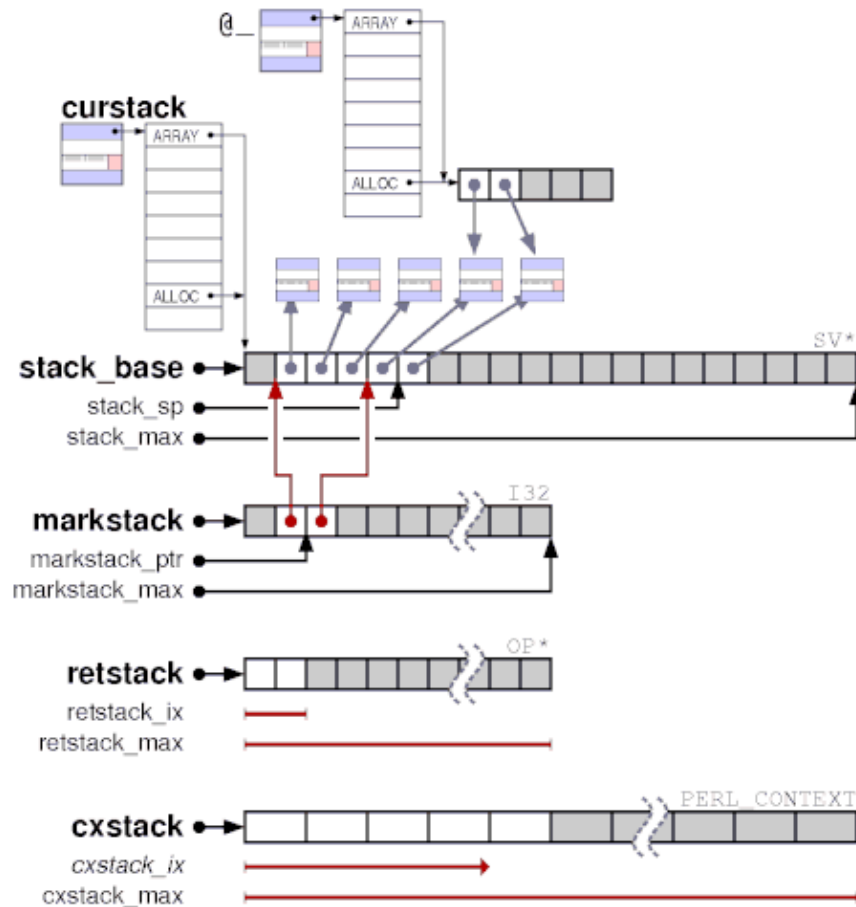 @_
ARRAY
curstack
ARRAY
ALLOC
ALLOC
SV*
stack_base
stack_sp
stack_max
I32
markstack
markstack_ptr
markstack_max
OP*
retstack
retstack_ix
retstack_max
PERL_CONTEXT
cxstack
cxstack_ix
cxstack_max